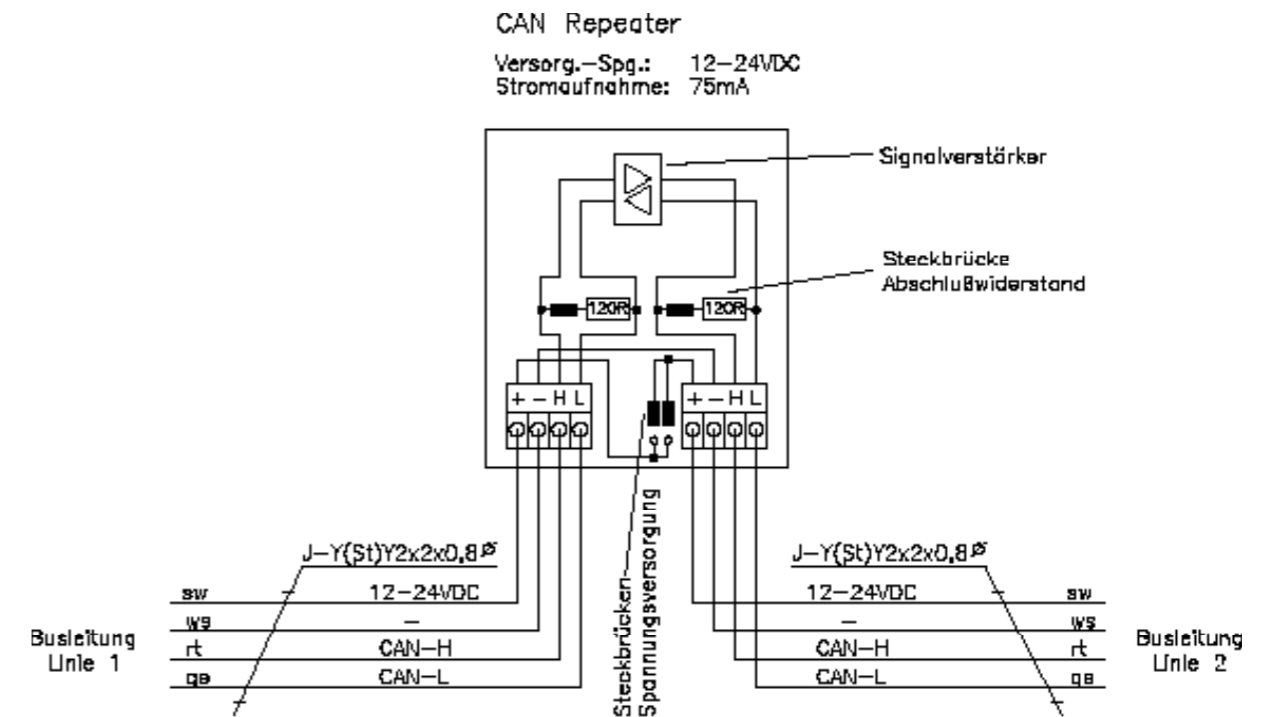 CAN Repeater
Versorg.-Spg.: 12-24VDC
Stromaufnahme: 75mA
Signalverstärker
Steckbrücke
Abschlußwiderstand
120R
120R
+ - H L
+ - H L
Steckbrücken-
Spannungsversorgung
J-Y(St)Y2x2x0,8Ø
J-Y(St)Y2x2x0,8Ø
sw 12-24VDC
12-24VDC sw
ws -
- ws
rt CAN-H
CAN-H rt
ge CAN-L
CAN-L ge
Busleitung
Linie 1
Busleitung
Linie 2